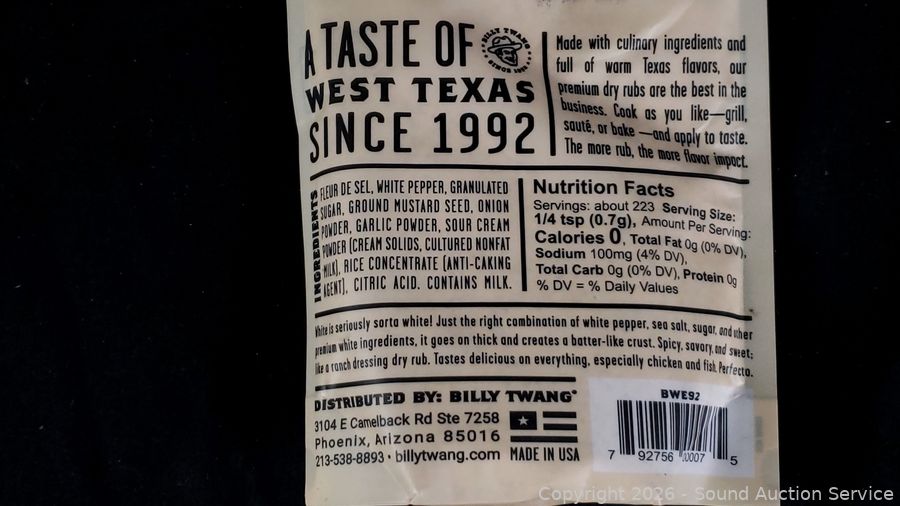 A TASTE OF
BILLY TWANG
WEST TEXAS
SINCE 1992
Made with culinary ingredients and
full of warm Texas flavors, our
premium dry rubs are the best in the
business. Cook as you like—grill,
sauté, or bake —and apply to taste.
The more rub, the more flavor impact.
INGREDIENTS
FLEUR DE SEL, WHITE PEPPER, GRANULATED
SUGAR, GROUND MUSTARD SEED, ONION
POWDER, GARLIC POWDER, SOUR CREAM
POWDER (CREAM SOLIDS, CULTURED NONFAT
MILK), RICE CONCENTRATE (ANTI-CAKING
AGENT), CITRIC ACID. CONTAINS MILK.
Nutrition Facts
Servings: about 223 Serving Size:
1/4 tsp (0.7g), Amount Per Serving:
Calories 0, Total Fat 0g (0% DV),
Sodium 100mg (4% DV),
Total Carb 0g (0% DV), Protein 0g
% DV = % Daily Values
White is seriously sorta white! Just the right combination of white pepper, sea salt, sugar, and other
premium white ingredients, it goes on thick and creates a batter-like crust. Spicy, savory, and sweet;
like a ranch dressing dry rub. Tastes delicious on everything, especially chicken and fish. Perfecto.
DISTRIBUTED BY: BILLY TWANG®
3104 E Camelback Rd Ste 7258
Phoenix, Arizona 85016
213-538-8893 • billytwang.com
MADE IN USA
BWE92
7 92756 00007 5
Copyright 2026 - Sound Auction Service